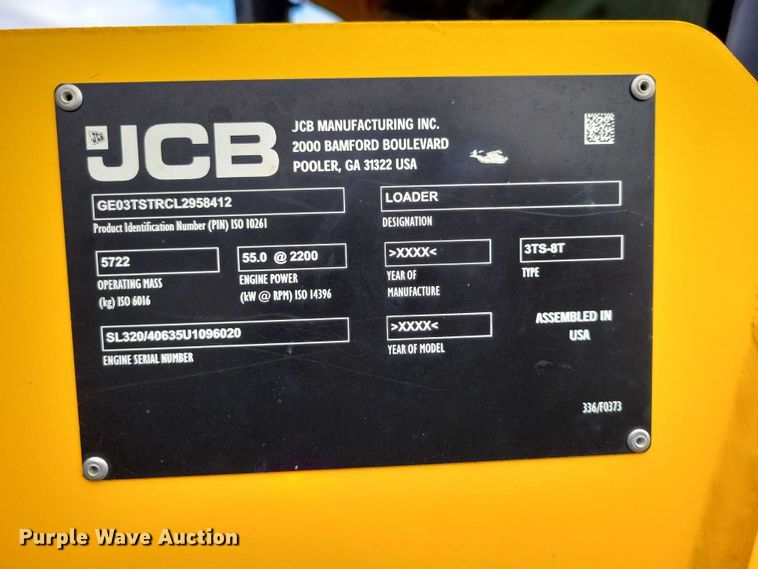 JCB
JCB MANUFACTURING INC.
2000 BAMFORD BOULEVARD
POOLER, GA 31322 USA
GE03TSTRCL2958412
Product Identification Number (PIN) ISO 10261
LOADER
DESIGNATION
5722
OPERATING MASS
(kg) ISO 6016
55.0 @ 2200
ENGINE POWER
(kW @ RPM) ISO 14396
>XXXX<
YEAR OF
MANUFACTURE
3TS-8T
TYPE
SL320/40635U1096020
ENGINE SERIAL NUMBER
>XXXX<
YEAR OF MODEL
ASSEMBLED IN
USA
336/F0373
Purple Wave Auction